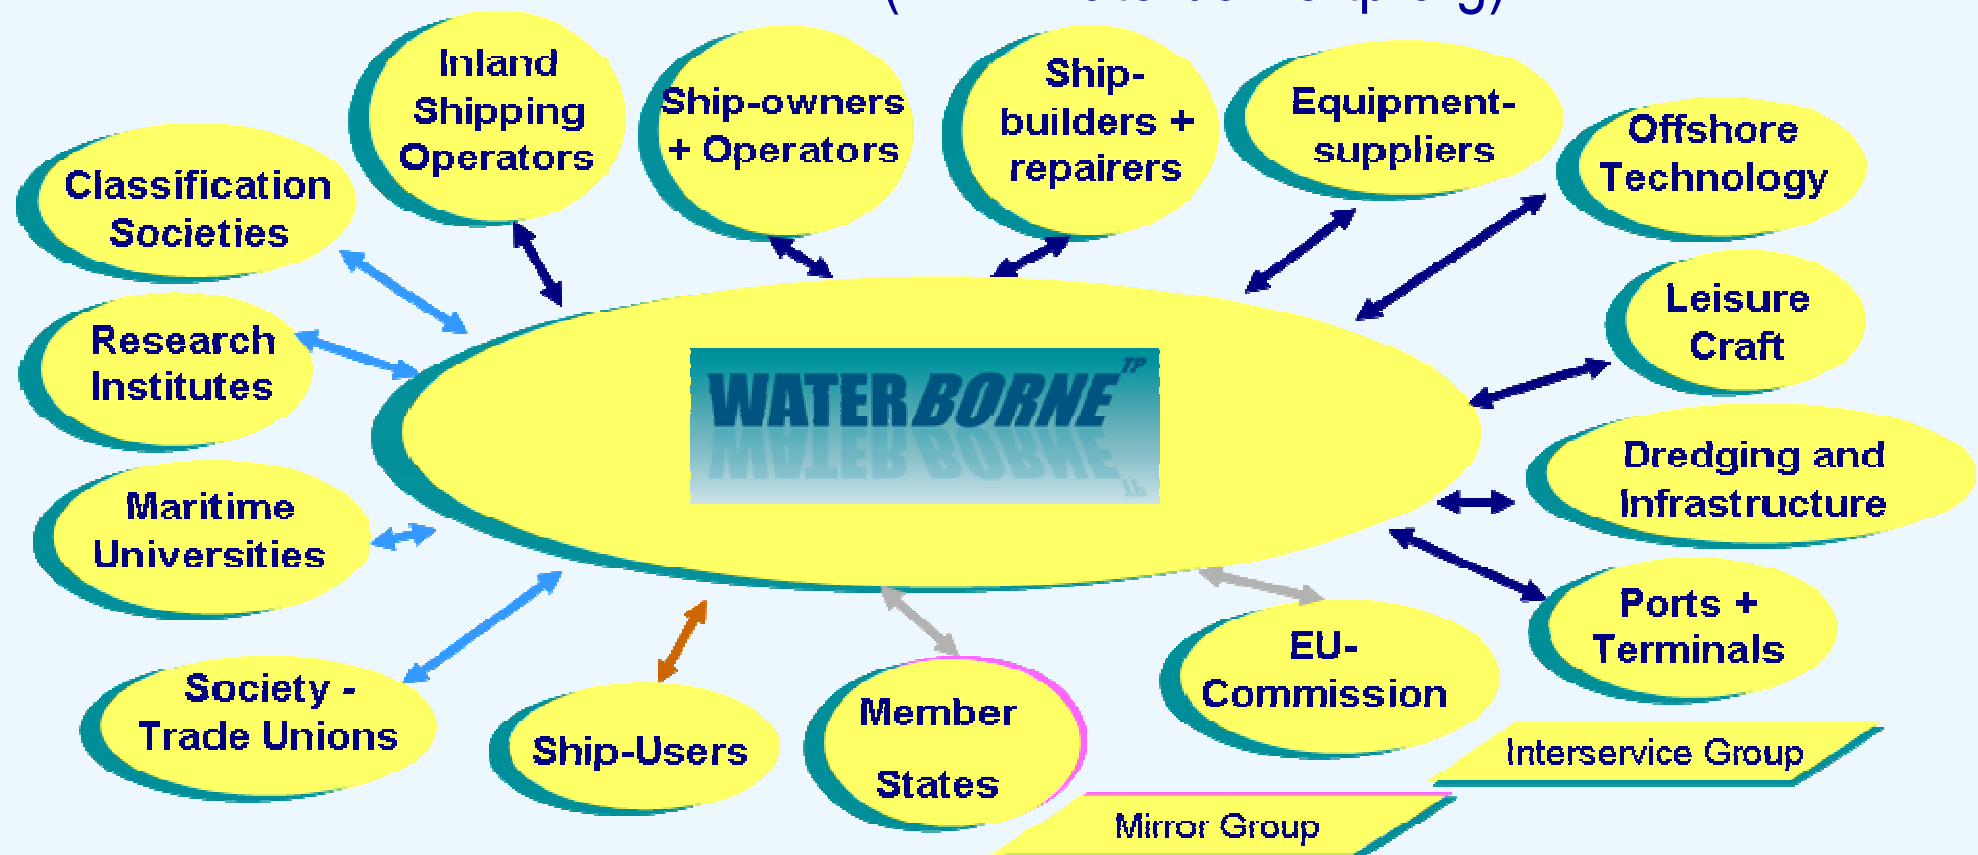 Inland
Shipping
Operators
Ship-owners
+ Operators
Ship-
builders +
repairers
Equipment-
suppliers
Offshore
Technology
Classification
Societies
Leisure
Craft
Research
Institutes
WATERBORNE TP
Dredging and
Infrastructure
Maritime
Universities
Ports +
Terminals
EU-
Commission
Society -
Trade Unions
Ship-Users
Member
States
Interservice Group
Mirror Group